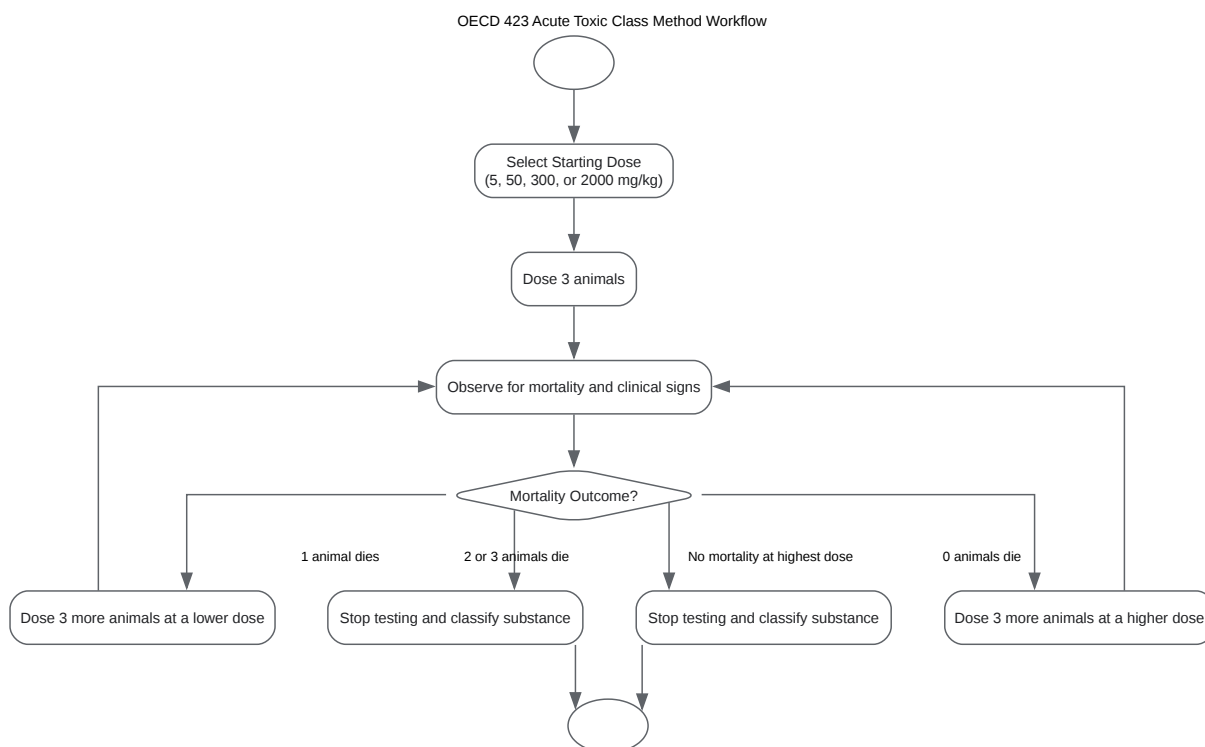 OECD 423 Acute Toxic Class Method Workflow
Select Starting Dose
(5, 50, 300, or 2000 mg/kg)
Dose 3 animals
Observe for mortality and clinical signs
Mortality Outcome?
1 animal dies
2 or 3 animals die
No mortality at highest dose
0 animals die
Dose 3 more animals at a lower dose
Stop testing and classify substance
Stop testing and classify substance
Dose 3 more animals at a higher dose